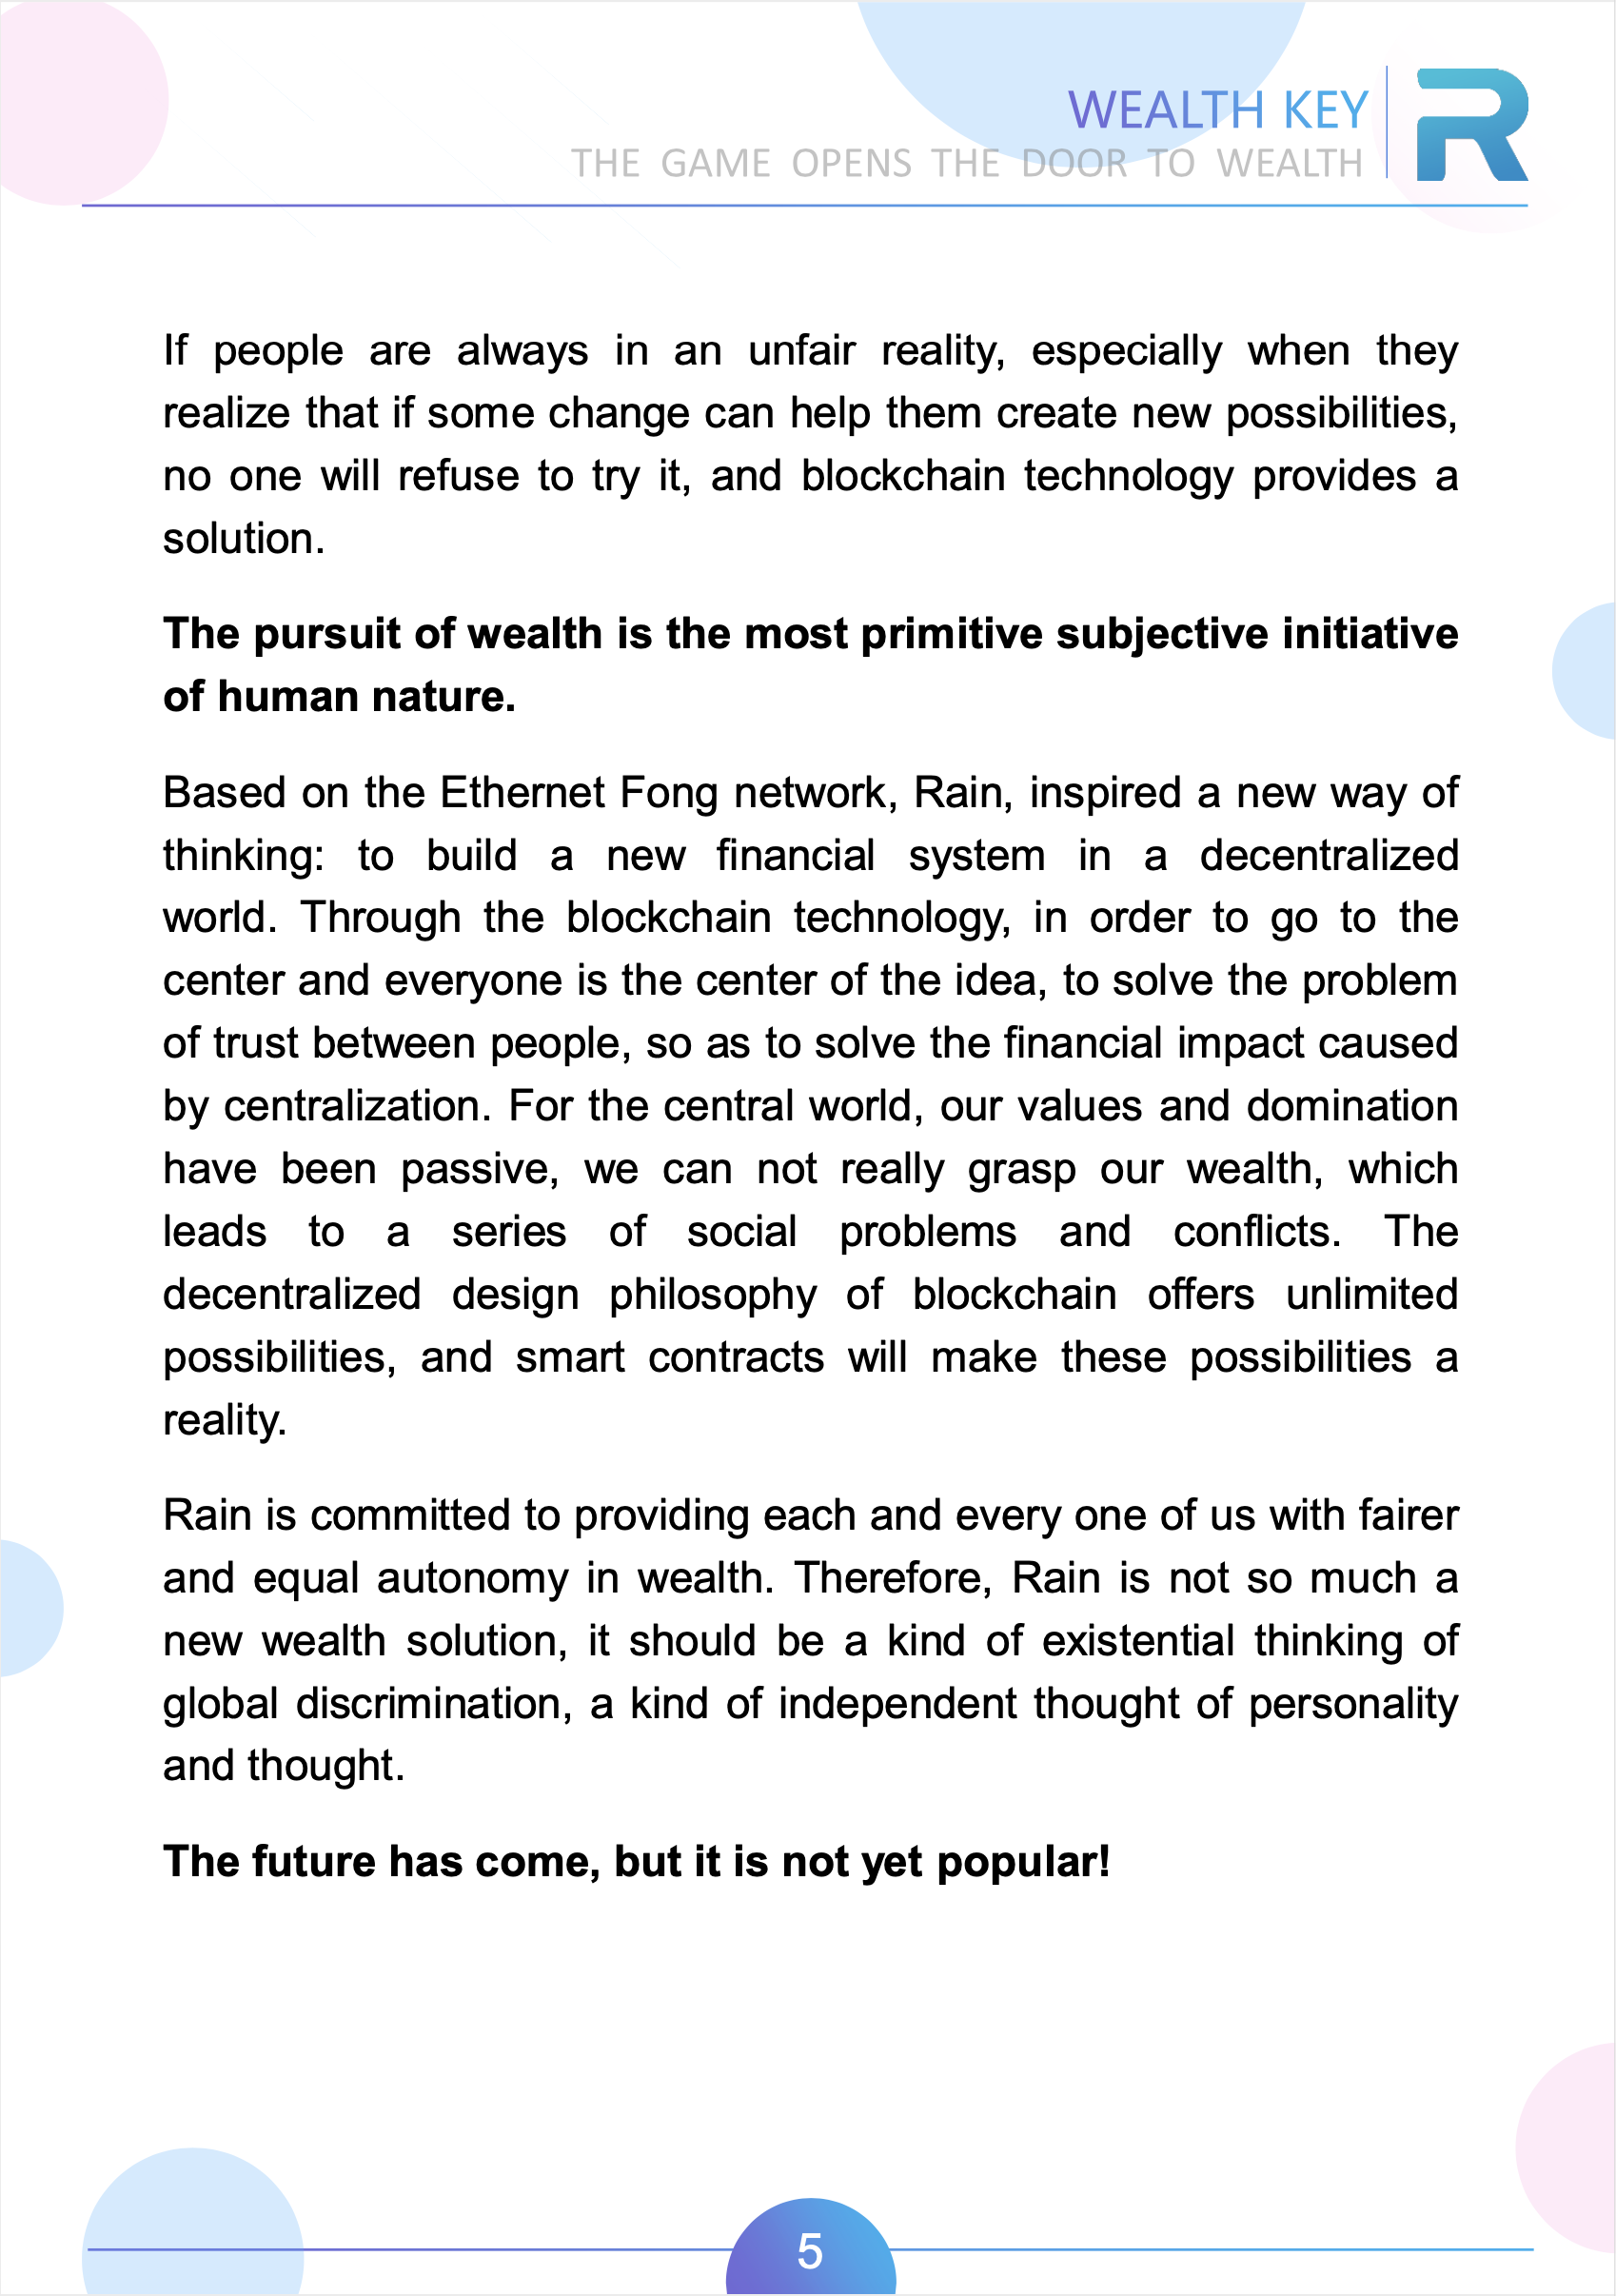 WEALTH KEY
THE GAME OPENS THE DOOR TO WEALTH
R
If people are always in an unfair reality, especially when they
realize that if some change can help them create new possibilities,
no one will refuse to try it, and blockchain technology provides a
solution.
The pursuit of wealth is the most primitive subjective initiative
of human nature.
Based on the Ethernet Fong network, Rain, inspired a new way of
thinking: to build a new financial system in a decentralized
world. Through the blockchain technology, in order to go to the
center and everyone is the center of the idea, to solve the problem
of trust between people, so as to solve the financial impact caused
by centralization. For the central world, our values and domination
have been passive, we can not really grasp our wealth, which
leads to a series of social problems and conflicts. The
decentralized design philosophy of blockchain offers unlimited
possibilities, and smart contracts will make these possibilities a
reality.
Rain is committed to providing each and every one of us with fairer
and equal autonomy in wealth. Therefore, Rain is not so much a
new wealth solution, it should be a kind of existential thinking of
global discrimination, a kind of independent thought of personality
and thought.
The future has come, but it is not yet popular!
5